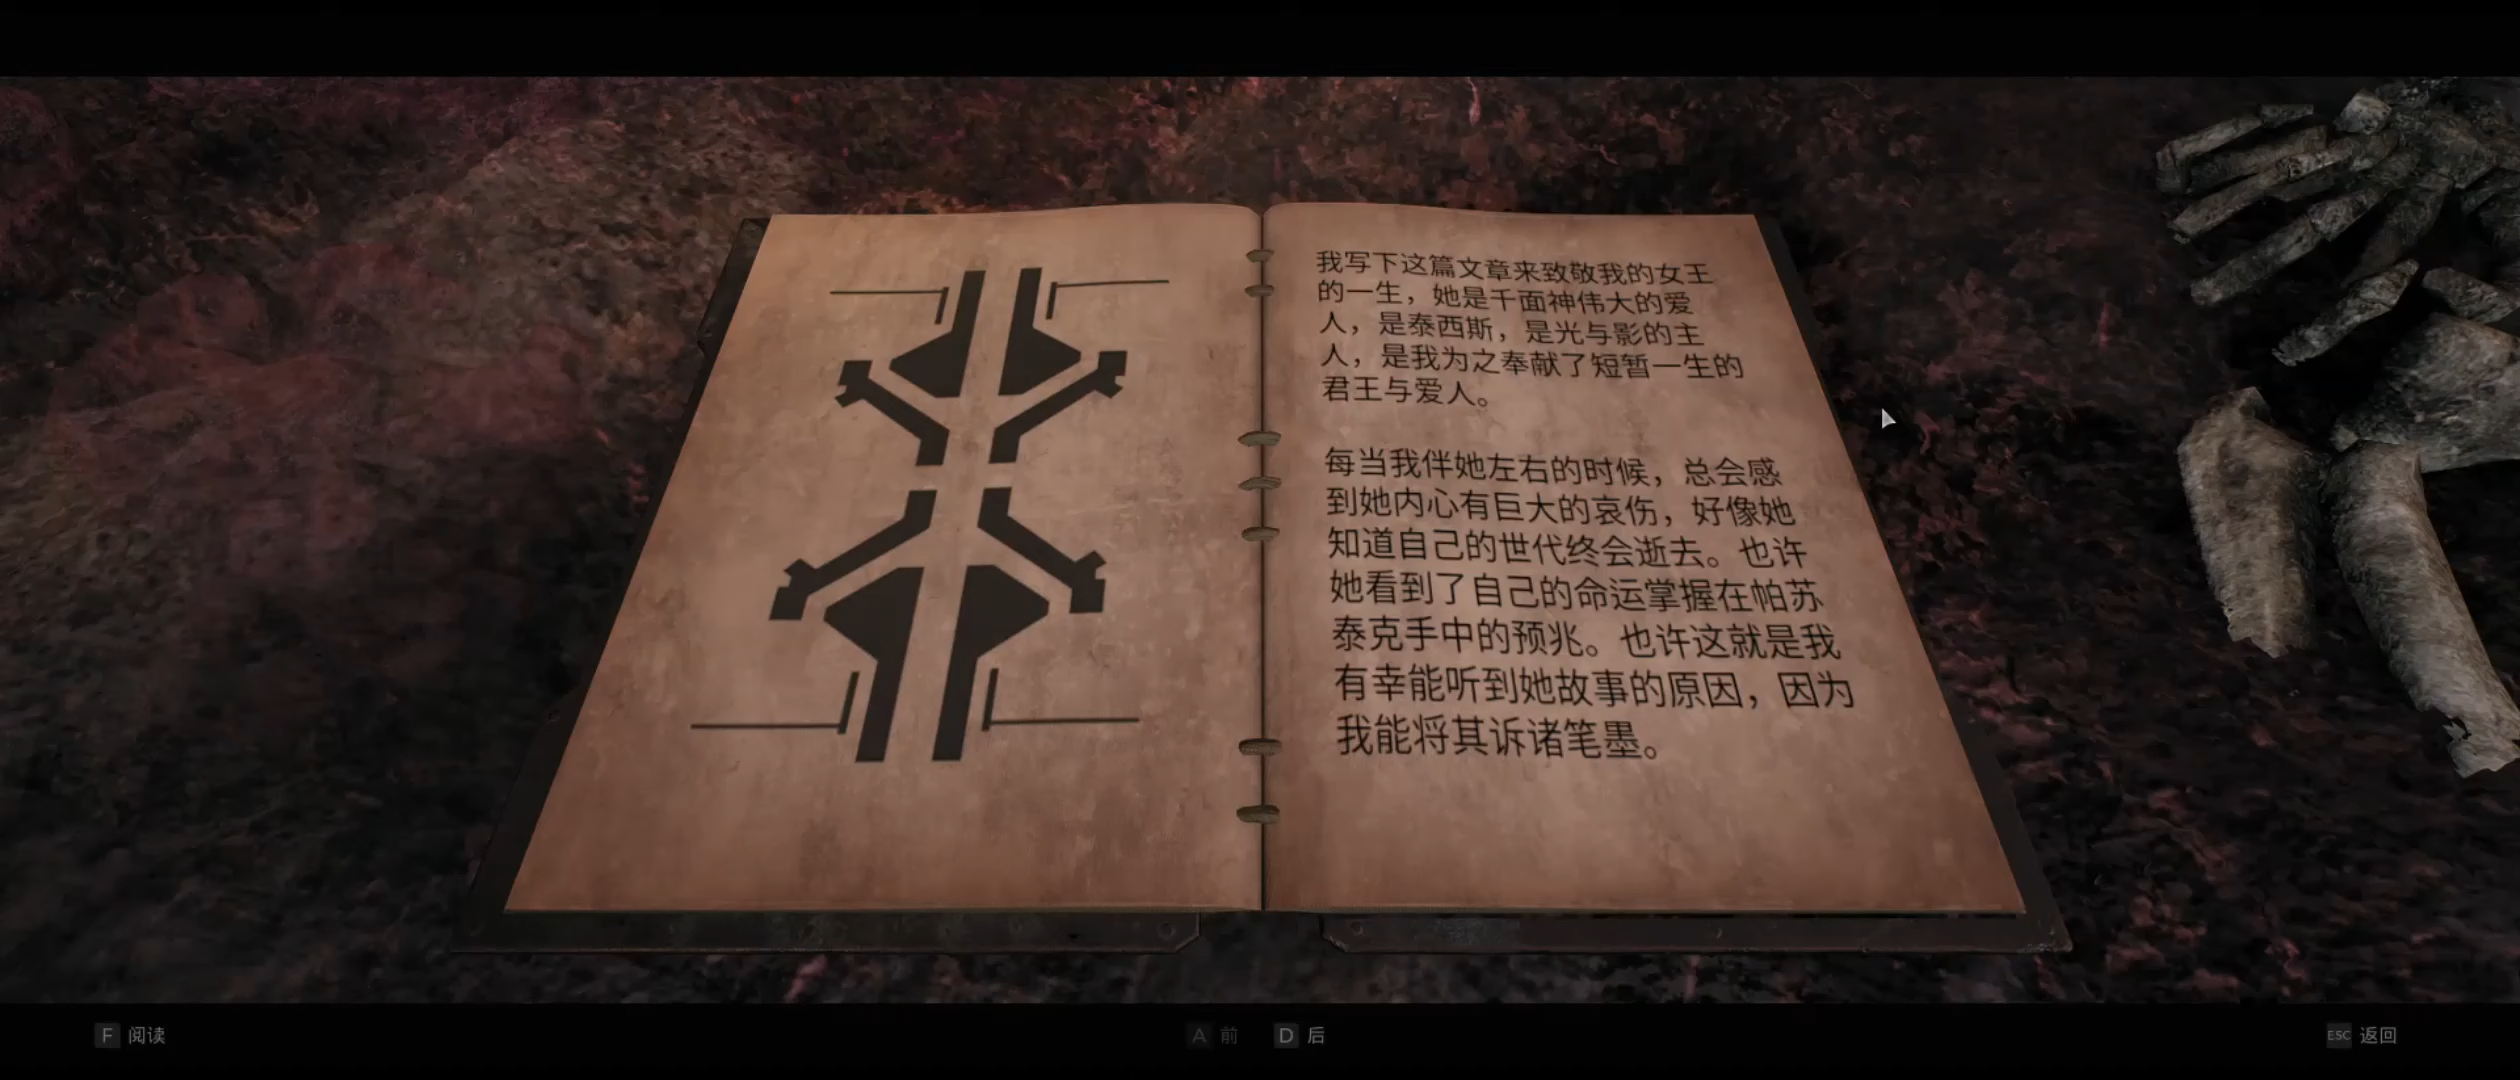 我写下这篇文章来致敬我的女王
的一生，她是千面神伟大的爱
人，是泰西斯，是光与影的主
人，是我为之奉献了短暂一生的
君王与爱人。
每当我伴她左右的时候，总会感
到她内心有巨大的哀伤，好像她
知道自己的世代终会逝去。也许
她看到了自己的命运掌握在帕苏
泰克手中的预兆。也许这就是我
有幸能听到她故事的原因，因为
我能将其诉诸笔墨。
F 阅读
A 前 D 后
ESC 返回